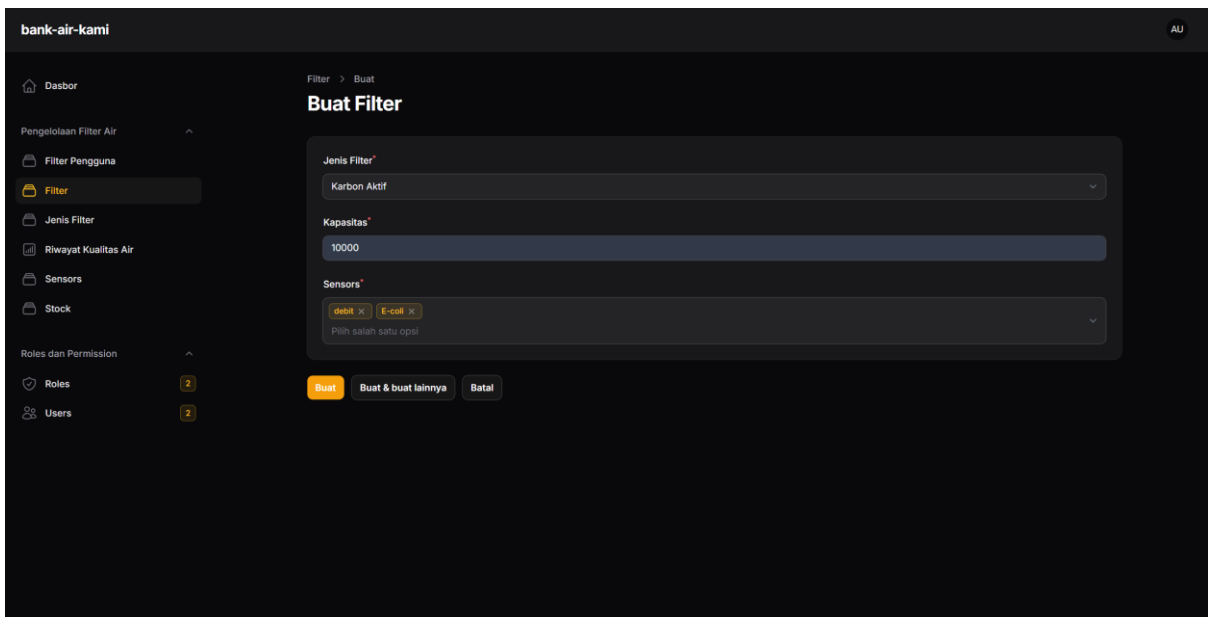 bank-air-kami
AU
Dasbor
Pengelolaan Filter Air
Filter Pengguna
Filter
Jenis Filter
Riwayat Kualitas Air
Sensors
Stock
Roles dan Permission
Roles 2
Users 2
Filter > Buat
Buat Filter
Jenis Filter*
Karbon Aktif
Kapasitas*
10000
Sensors*
debit × E-coli ×
Pilih salah satu opsi
Buat Buat & buat lainnya Batal